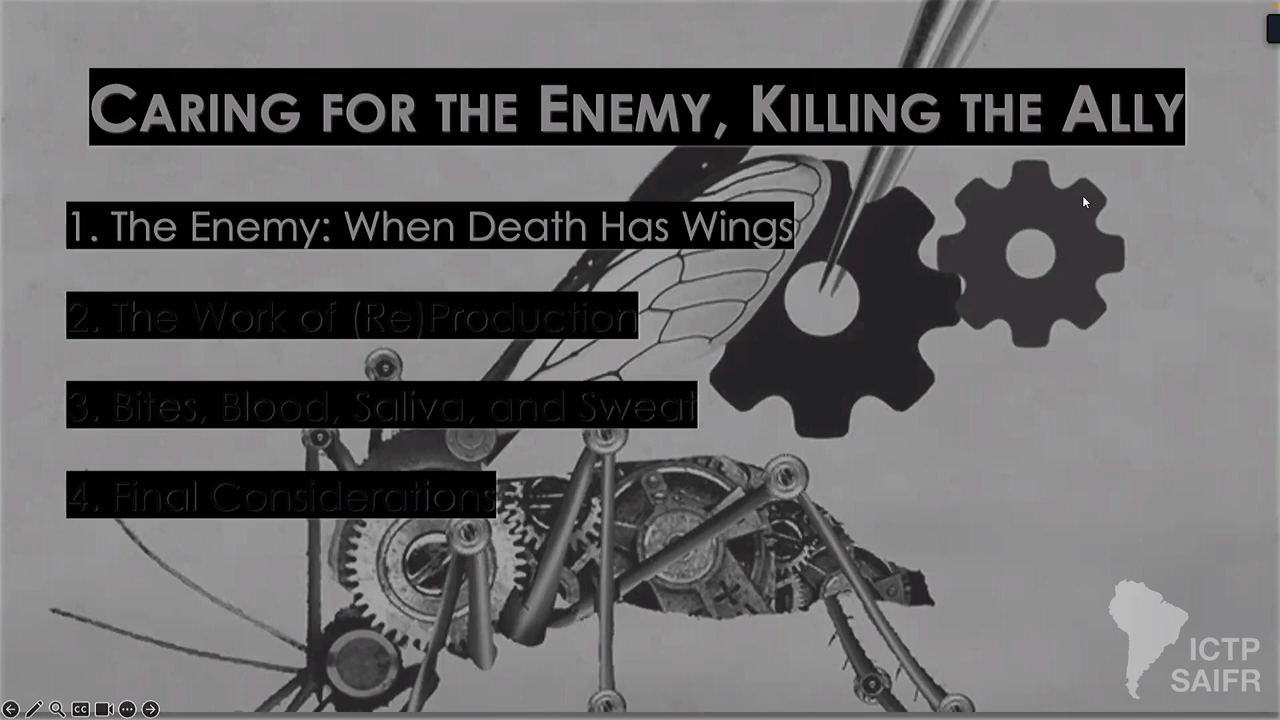 CARING FOR THE ENEMY, KILLING THE ALLY
1. The Enemy: When Death Has Wings
2. The Work of (Re)Production
3. Bites, Blood, Saliva, and Sweat
4. Final Considerations
ICTP
SAIFR
CC